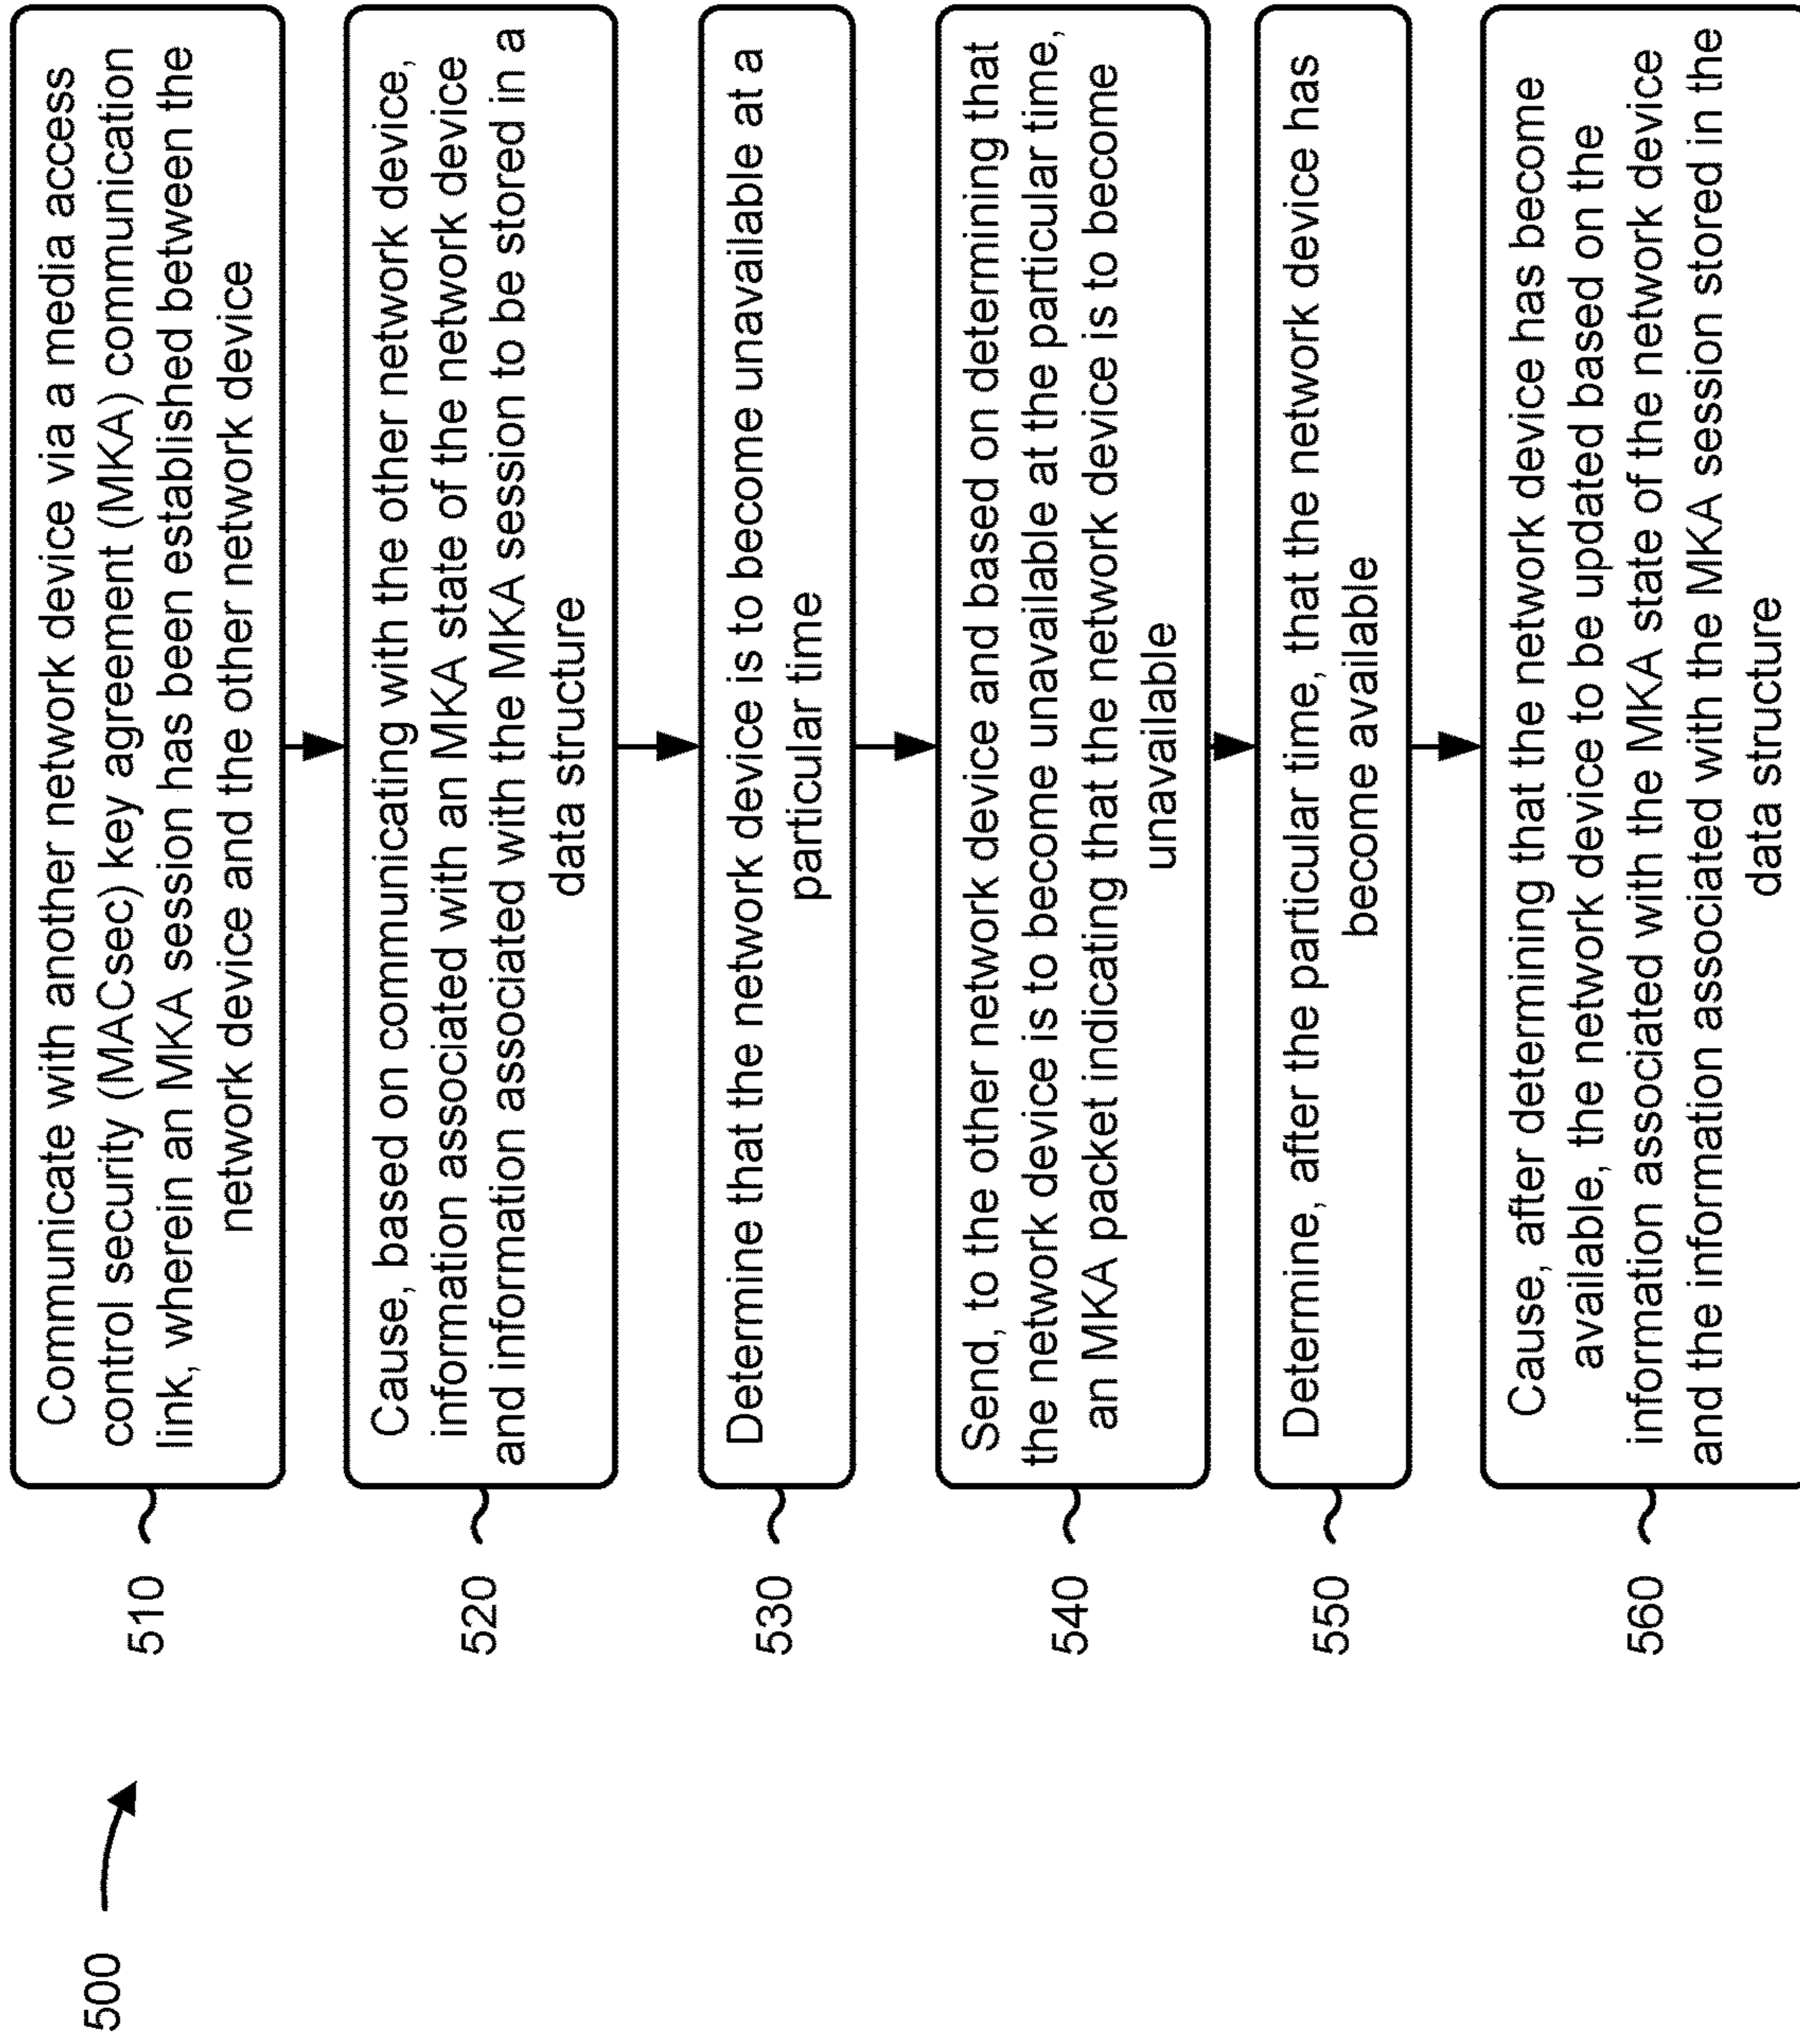 500
510
Communicate with another network device via a media access
control security (MACsec) key agreement (MKA) communication
link, wherein an MKA session has been established between the
network device and the other network device
520
Cause, based on communicating with the other network device,
information associated with an MKA state of the network device
and information associated with the MKA session to be stored in a
data structure
530
Determine that the network device is to become unavailable at a
particular time
540
Send, to the other network device and based on determining that
the network device is to become unavailable at the particular time,
an MKA packet indicating that the network device is to become
unavailable
550
Determine, after the particular time, that the network device has
become available
560
Cause, after determining that the network device has become
available, the network device to be updated based on the
information associated with the MKA state of the network device
and the information associated with the MKA session stored in the
data structure